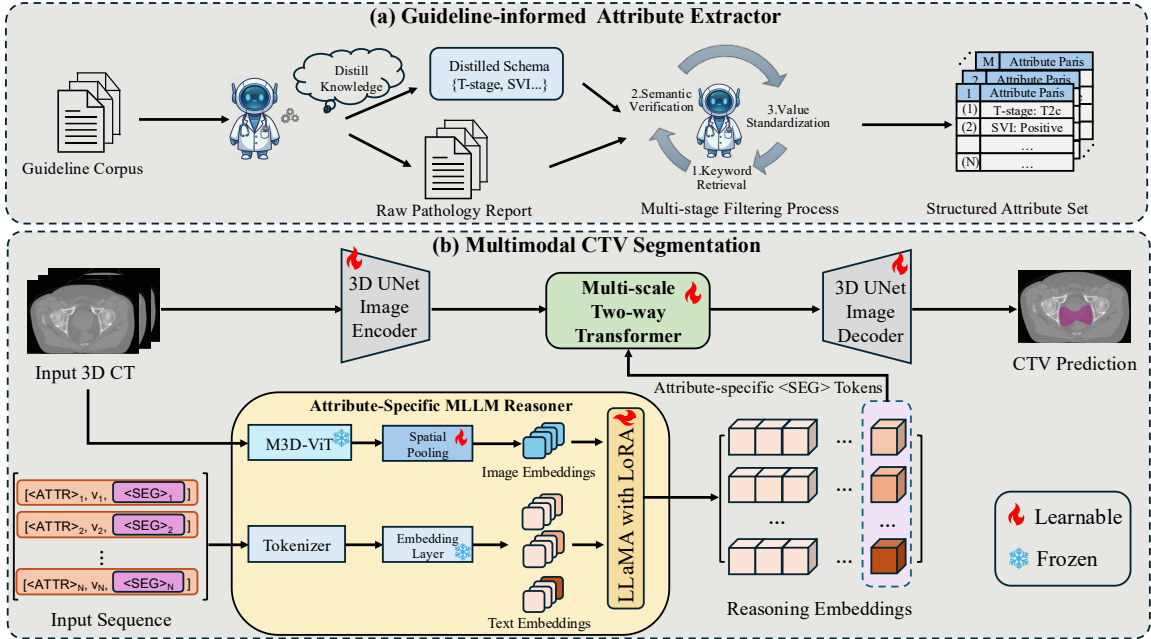 (a) Guideline-informed Attribute Extractor
Guideline Corpus
Distill
Knowledge
Distilled Schema
{T-stage, SVI...}
Raw Pathology Report
2.Semantic
Verification
3.Value
Standardization
1.Keyword
Retrieval
Multi-stage Filtering Process
M Attribute Paris
2 Attribute Paris
1 Attribute Paris
(1) T-stage: T2c
(2) SVI: Positive
...
(N) ...
Structured Attribute Set
(b) Multimodal CTV Segmentation
Input 3D CT
3D UNet
Image
Encoder
Multi-scale
Two-way
Transformer
3D UNet
Image
Decoder
CTV Prediction
Attribute-specific <SEG> Tokens
Attribute-Specific MLLM Reasoner
M3D-ViT
Spatial
Pooling
Image Embeddings
LLaMA with LoRA
[<ATTR>1, v1, <SEG>1 ]
[<ATTR>2, v2, <SEG>2 ]
⋮
[<ATTR>N, vN, <SEG>N ]
Input Sequence
Tokenizer
Embedding
Layer
Text Embeddings
...
...
... ...
...
Reasoning Embeddings
Learnable
Frozen